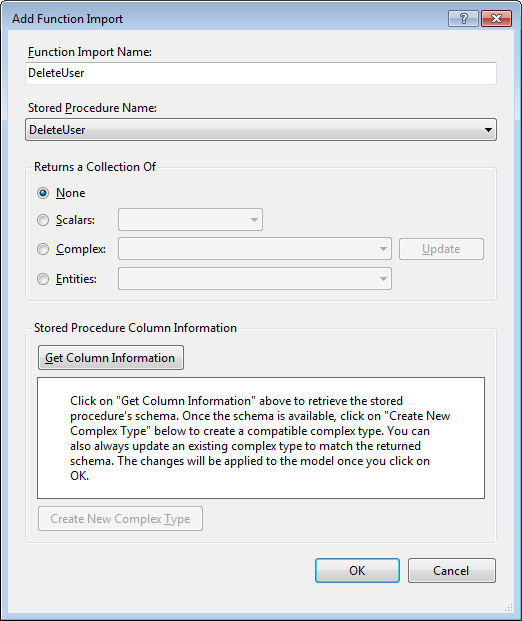 Add Function Import
?
Function Import Name:
DeleteUser
Stored Procedure Name:
DeleteUser
Returns a Collection Of
None
Scalars:
Complex:
Update
Entities:
Stored Procedure Column Information
Get Column Information
Click on "Get Column Information" above to retrieve the stored
procedure's schema. Once the schema is available, click on "Create New
Complex Type" below to create a compatible complex type. You can
also always update an existing complex type to match the returned
schema. The changes will be applied to the model once you click on
OK.
Create New Complex Type
OK
Cancel